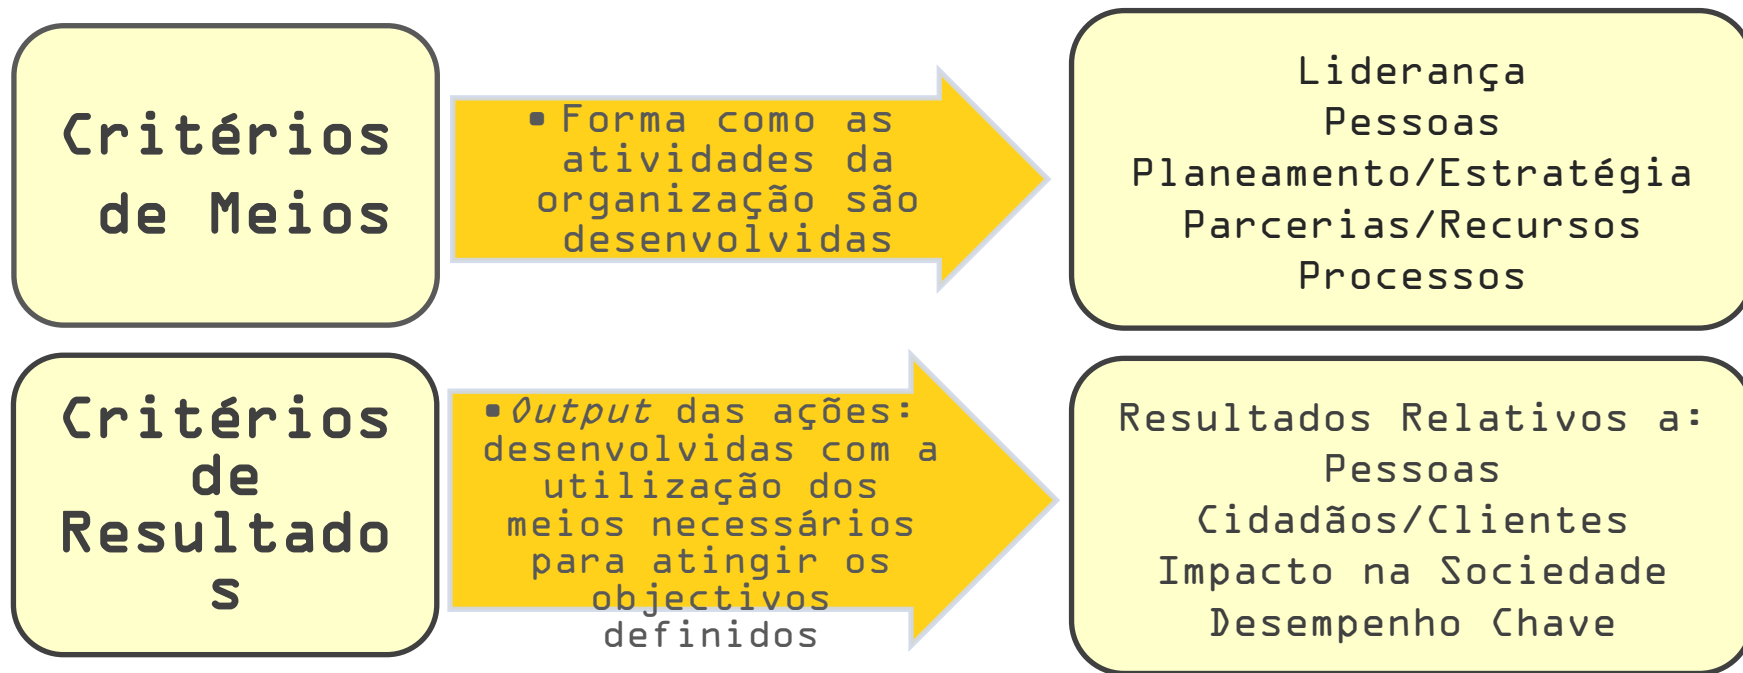 Critérios
de Meios
▪ Forma como as
atividades da
organização são
desenvolvidas
Liderança
Pessoas
Planeamento/Estratégia
Parcerias/Recursos
Processos
Critérios
de
Resultado
s
▪ Output das ações:
desenvolvidas com a
utilização dos
meios necessários
para atingir os
objectivos
definidos
Resultados Relativos a:
Pessoas
Cidadãos/Clientes
Impacto na Sociedade
Desempenho Chave